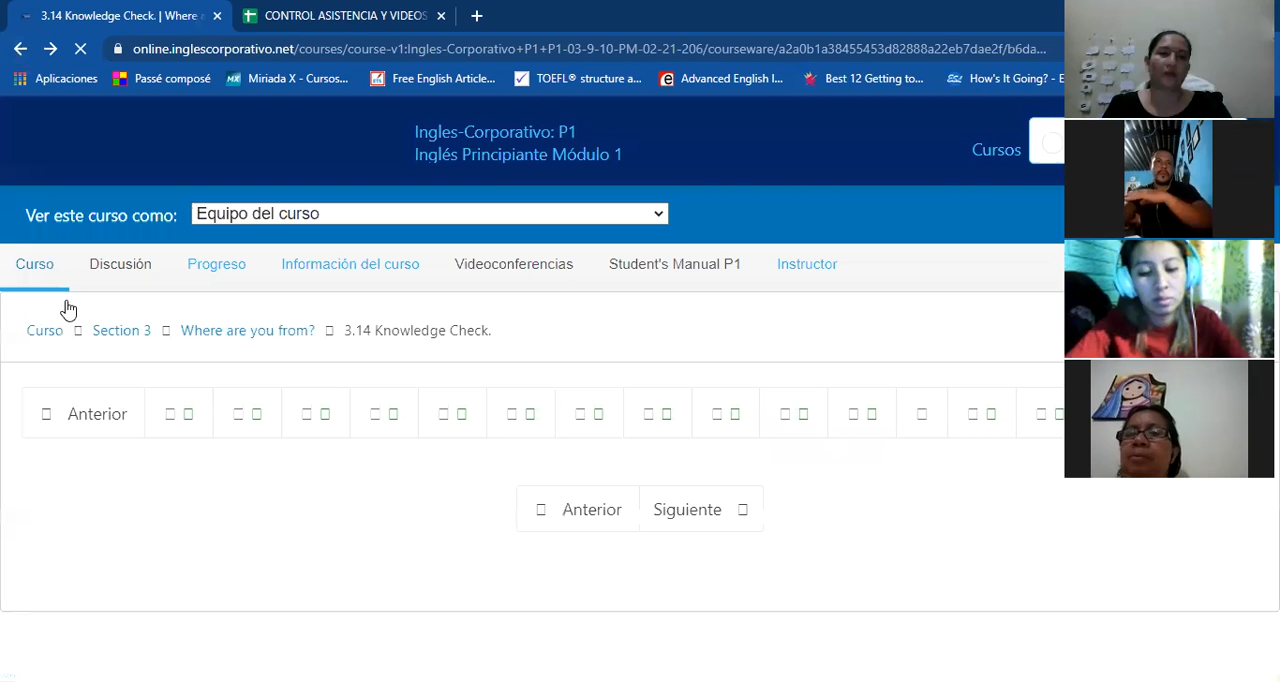 3.14 Knowledge Check. | Where a
CONTROL ASISTENCIA Y VIDEOS
online.inglescorporativo.net/courses/course-v1:Ingles-Corporativo+P1+P1-03-9-10-PM-02-21-206/courseware/a2a0b1a38455453d82888a22eb7dae2f/b6da...
Aplicaciones
Passé composé
Miriada X - Cursos...
Free English Article...
TOEFL® structure a...
Advanced English I...
Best 12 Getting to...
How's It Going? - E
Ingles-Corporativo: P1
Inglés Principiante Módulo 1
Cursos
Ver este curso como:
Equipo del curso
Curso
Discusión
Progreso
Información del curso
Videoconferencias
Student's Manual P1
Instructor
Curso
Section 3
Where are you from?
3.14 Knowledge Check.
Anterior
Anterior
Siguiente